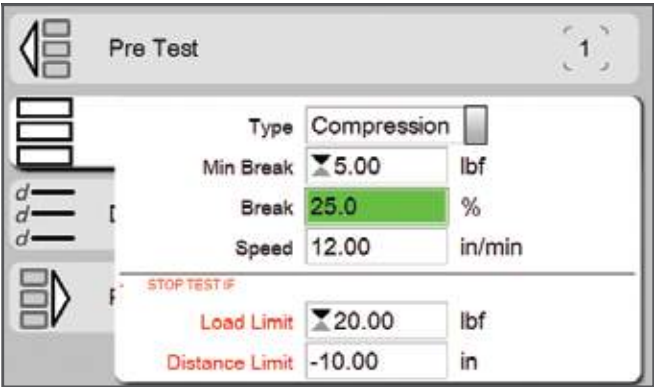 Pre Test 1
Type Compression
Min Break 5.00 lbf
d
d
d
Break 25.0 %
Speed 12.00 in/min
STOP TEST IF
Load Limit 20.00 lbf
Distance Limit -10.00 in